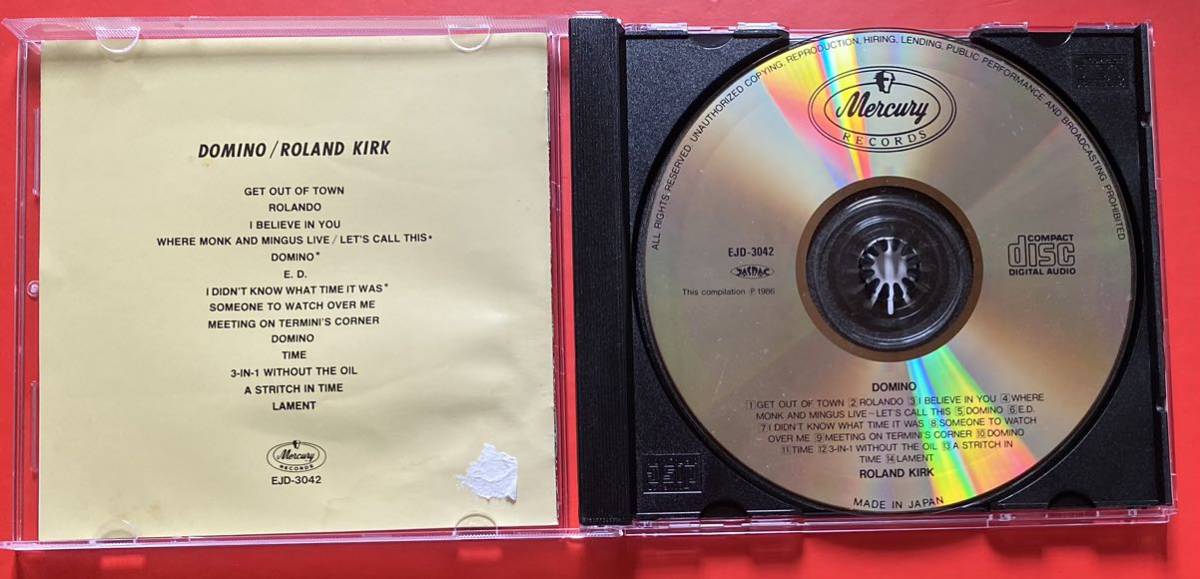 DOMINO/ROLAND KIRK
GET OUT OF TOWN
ROLANDO
I BELIEVE IN YOU
WHERE MONK AND MINGUS LIVE/LET'S CALL THIS*
DOMINO*
E. D.
I DIDN'T KNOW WHAT TIME IT WAS*
SOMEONE TO WATCH OVER ME
MEETING ON TERMINI'S CORNER
DOMINO
TIME
3-IN-1 WITHOUT THE OIL
A STRITCH IN TIME
LAMENT
Mercury
RECORDS
EJD-3042
ALL RIGHTS RESERVED UNAUTHORIZED COPYING, REPRODUCTION, HIRING, LENDING, PUBLIC PERFORMANCE AND BROADCASTING PROHIBITED
Mercury
RECORDS
EJD-3042
JASRAC
This compilation ℗ 1986
COMPACT
disc
DIGITAL AUDIO
DOMINO
1 GET OUT OF TOWN 2 ROLANDO 3 I BELIEVE IN YOU 4 WHERE
MONK AND MINGUS LIVE~LET'S CALL THIS 5 DOMINO 6 E.D.
7 I DIDN'T KNOW WHAT TIME IT WAS 8 SOMEONE TO WATCH
OVER ME 9 MEETING ON TERMINI'S CORNER 10 DOMINO
11 TIME 12 3-IN-1 WITHOUT THE OIL 13 A STRITCH IN
TIME 14 LAMENT
ROLAND KIRK
MADE IN JAPAN